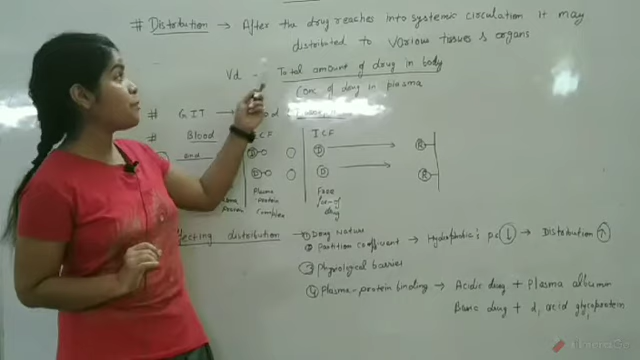 # Distribution → After the drug reaches into systemic circulation it may
distributed to various tissues & organs
Vd - Total amount of drug in body
Conc of drug in plasma
# GIT →
# Blood ECF ICF
and
D D R
D D R
Plasma Protein Complex
Free form of drug
affecting distribution → ① Drug Nature
② Partition coefficient → Hydrophobic's P.C ↓ → Distribution ↑
③ Physiological barriers
④ Plasma-protein binding → Acidic drug + Plasma albumin
Basic drug + α, acid glycoprotein